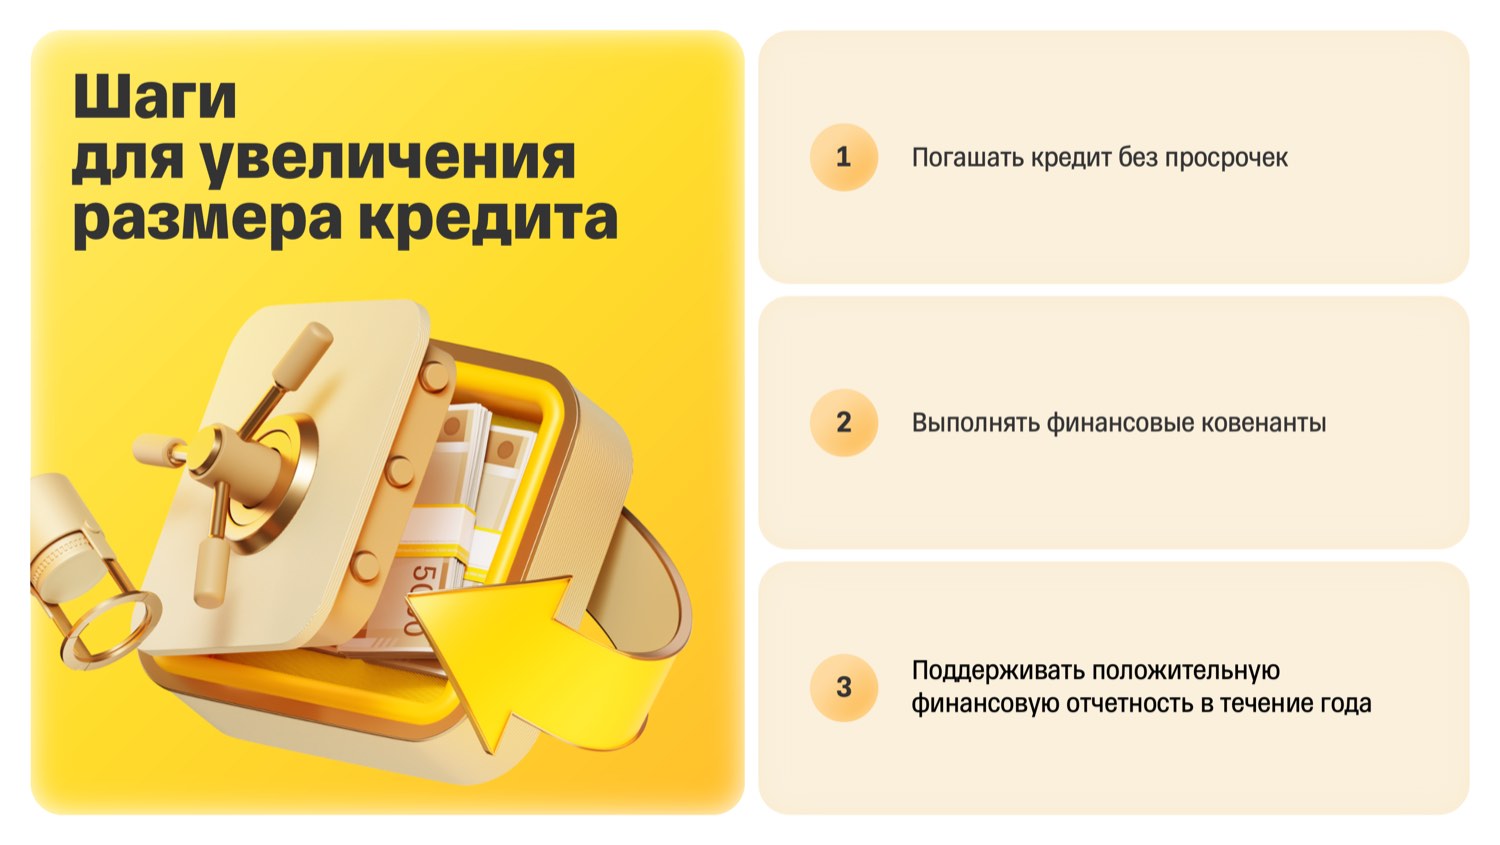 Шаги
для увеличения
размера кредита
1
Погашать кредит без просрочек
2
Выполнять финансовые ковенанты
3
Поддерживать положительную
финансовую отчетность в течение года